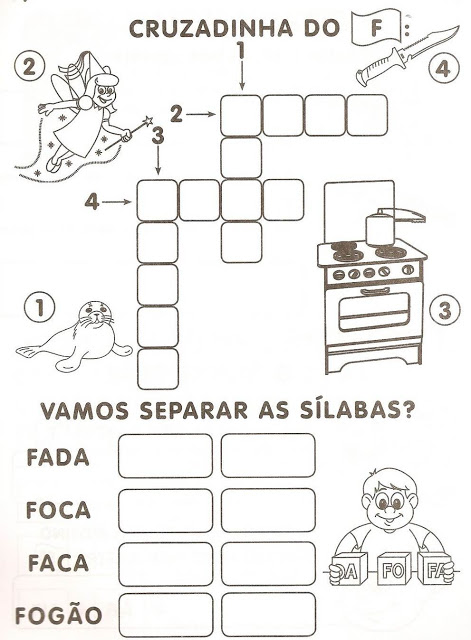 CRUZADINHA DO F:
1
2
4
2
3
4
1
3
VAMOS SEPARAR AS SÍLABAS?
FADA
FOCA
FACA
FOGÃO
DA FO FA